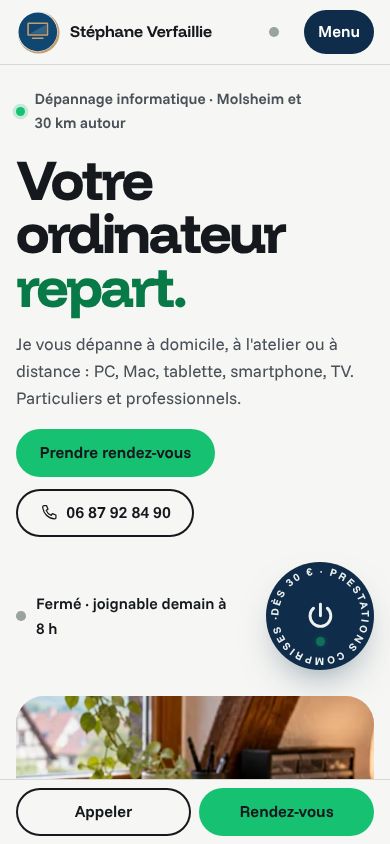 Stéphane Verfaillie
Menu
Dépannage informatique · Molsheim et
30 km autour
Votre
ordinateur
repart.
Je vous dépanne à domicile, à l'atelier ou à
distance : PC, Mac, tablette, smartphone, TV.
Particuliers et professionnels.
Prendre rendez-vous
06 87 92 84 90
Fermé · joignable demain à
8 h
DÈS 30 € · PRESTATIONS COMPRISES ·
Appeler
Rendez-vous